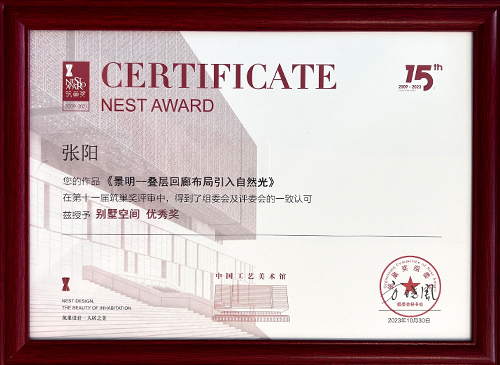 NEST AWARD
筑巢奖
2009-2023
CERTIFICATE
NEST AWARD
15th
2009 - 2023
张阳
您的作品 《景明--叠层回廊布局引入自然光》
在第十一届筑巢奖评审中，得到了组委会及评委会的一致认可
兹授予 别墅空间 优秀奖
中国工艺美术馆
NEST DESIGN,
THE BEAUTY OF INHABITATION
筑巢设计 : 人居之美
2023年10月30日